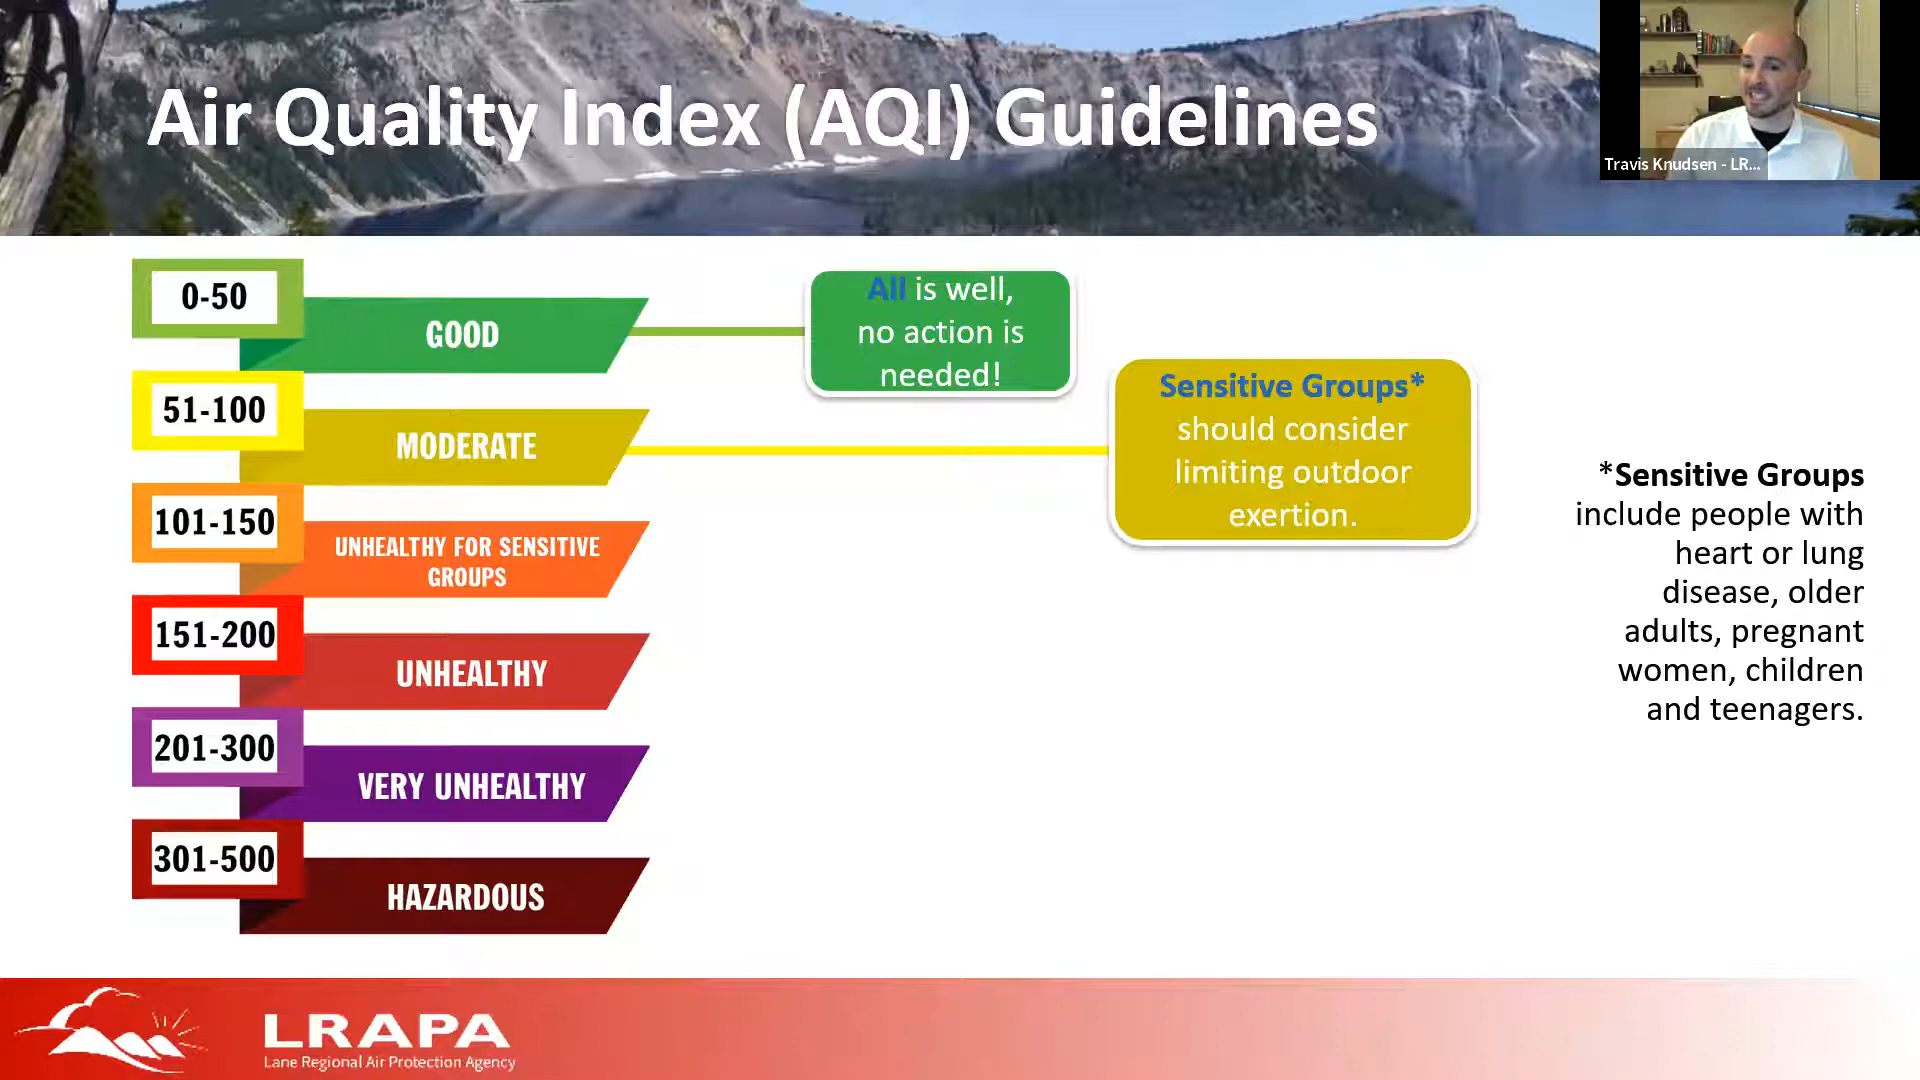 Air Quality Index (AQI) Guidelines
Travis Knudsen - LR...
0-50
GOOD
All is well,
no action is
needed!
51-100
MODERATE
Sensitive Groups*
should consider
limiting outdoor
exertion.
101-150
UNHEALTHY FOR SENSITIVE
GROUPS
151-200
UNHEALTHY
201-300
VERY UNHEALTHY
301-500
HAZARDOUS
*Sensitive Groups
include people with
heart or lung
disease, older
adults, pregnant
women, children
and teenagers.
LRAPA
Lane Regional Air Protection Agency